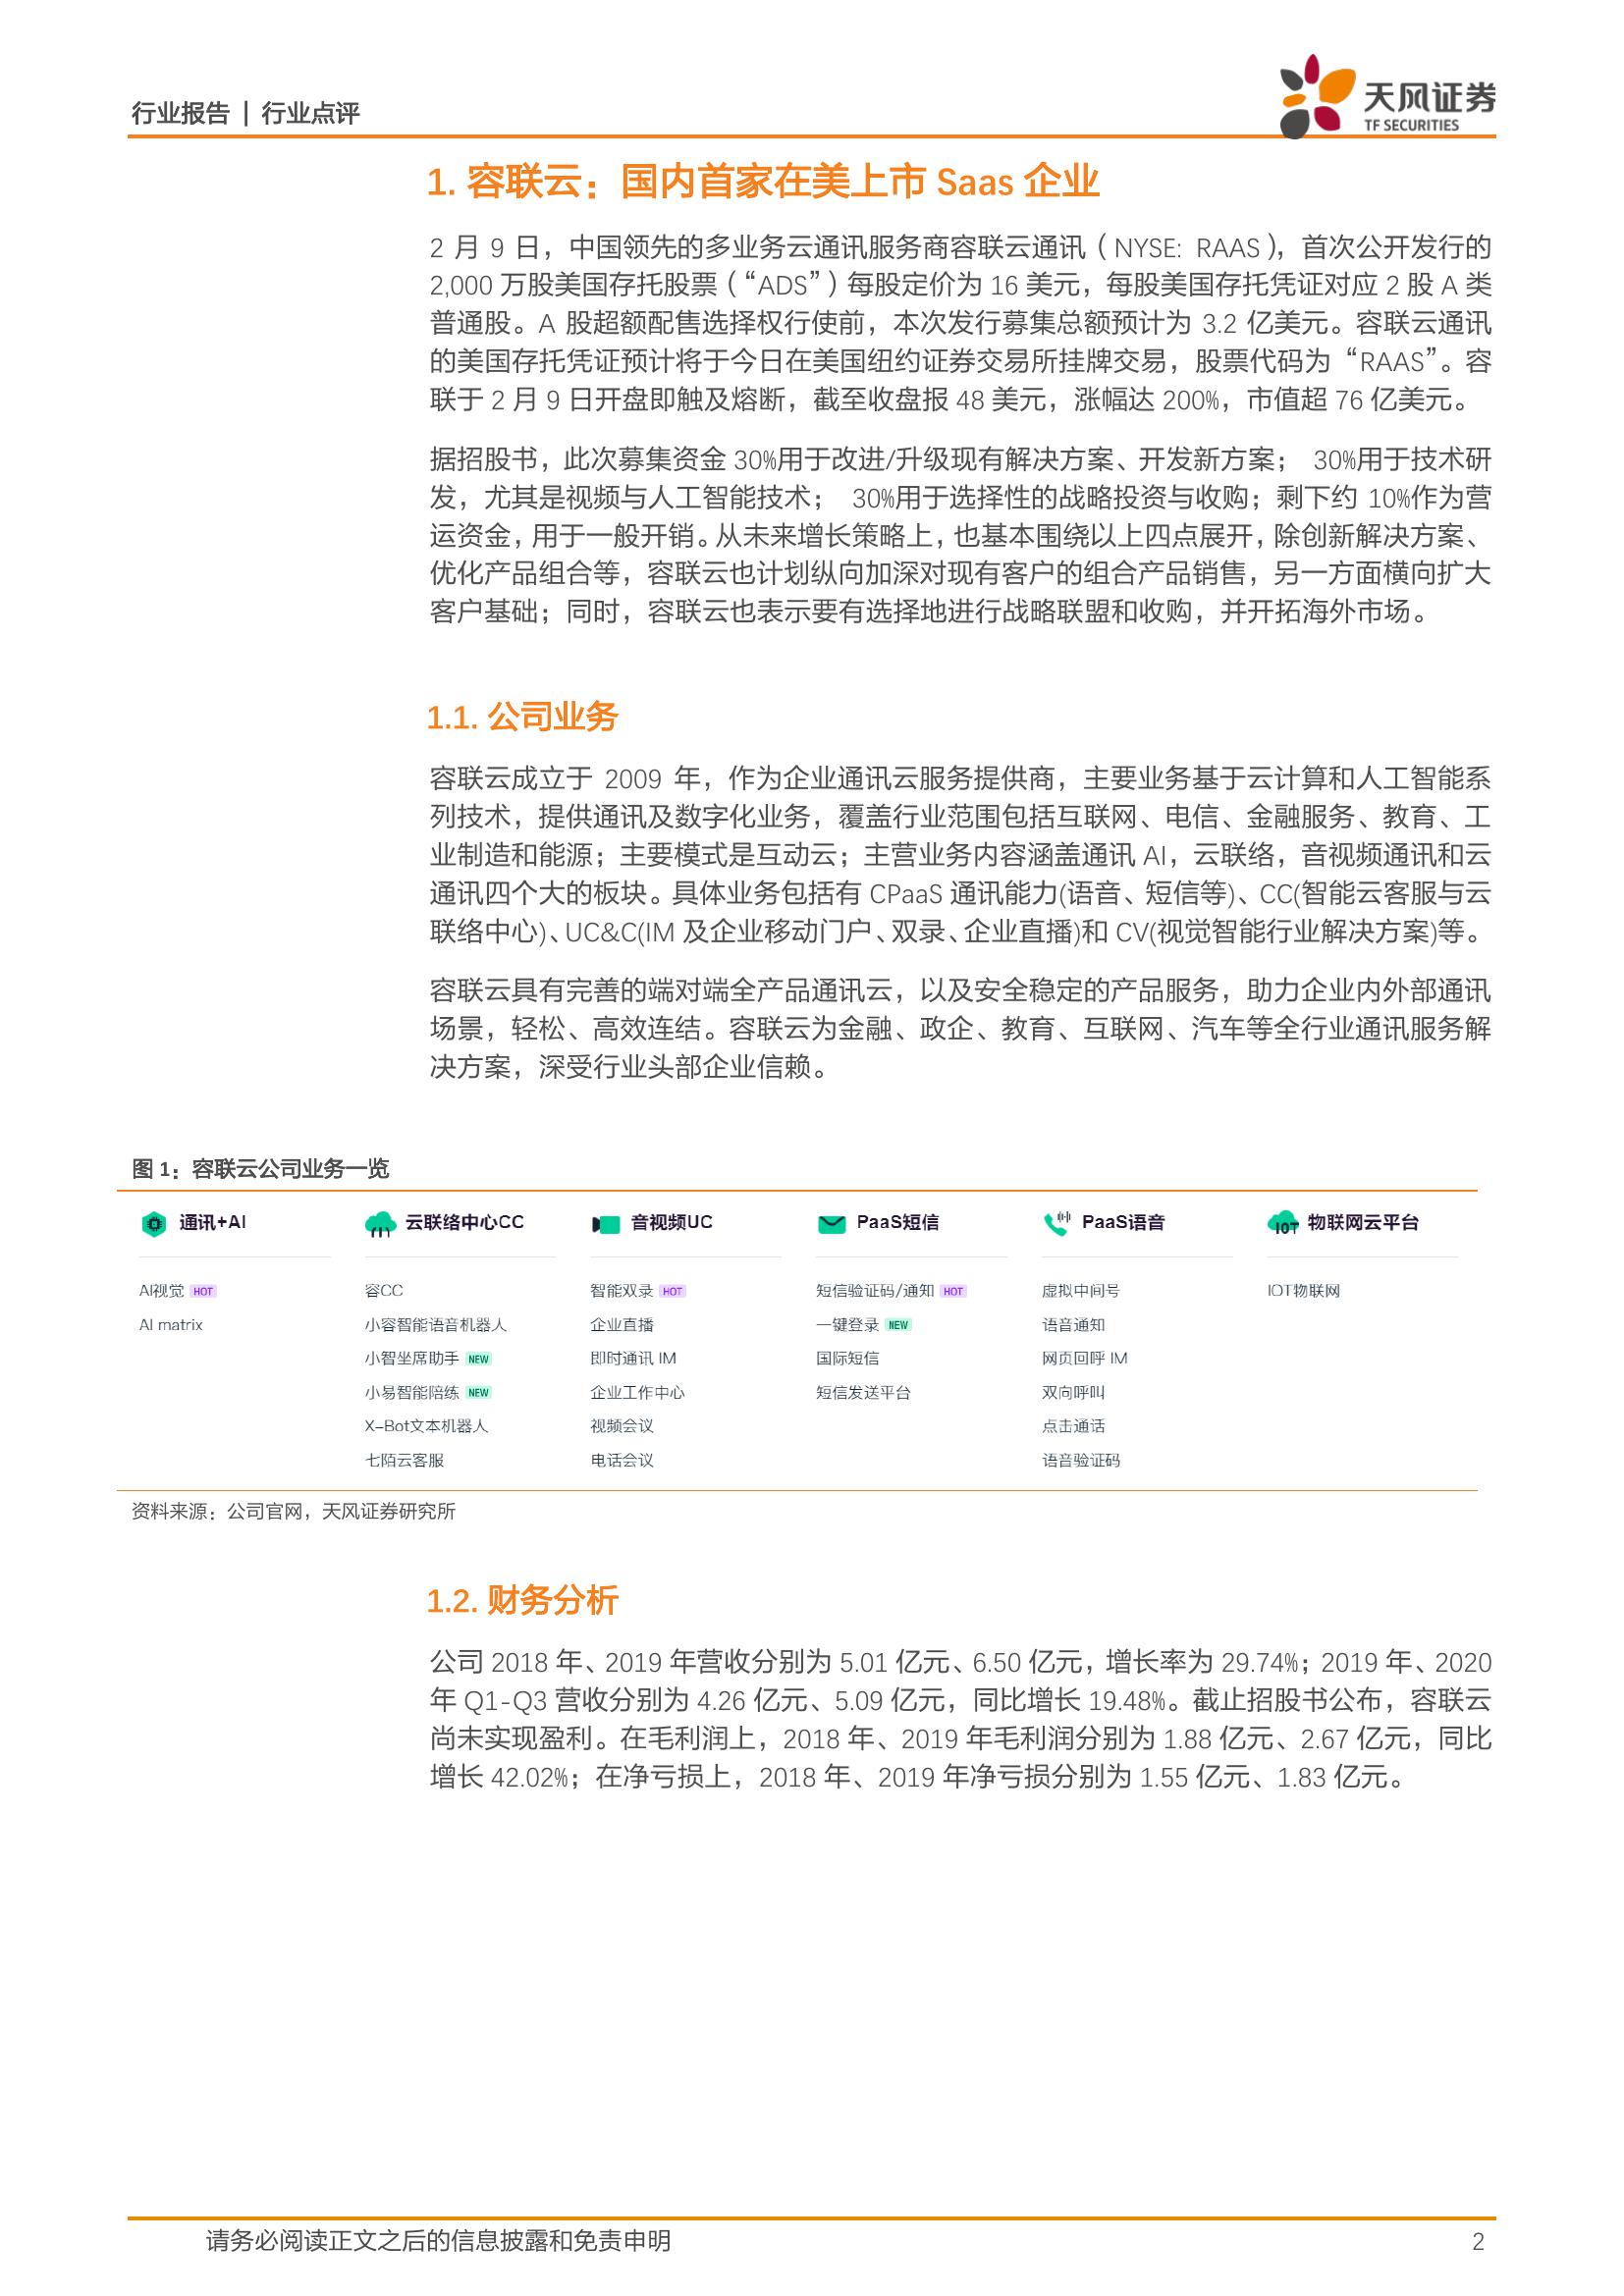 行业报告 | 行业点评
天风证券
TF SECURITIES
1. 容联云：国内首家在美上市 Saas 企业
2 月 9 日，中国领先的多业务云通讯服务商容联云通讯（NYSE: RAAS），首次公开发行的
2,000 万股美国存托股票（“ADS”）每股定价为 16 美元，每股美国存托凭证对应 2 股 A 类
普通股。A 股超额配售选择权行使前，本次发行募集总额预计为 3.2 亿美元。容联云通讯
的美国存托凭证预计将于今日在美国纽约证券交易所挂牌交易，股票代码为“RAAS”。容
联于 2 月 9 日开盘即触及熔断，截至收盘报 48 美元，涨幅达 200%，市值超 76 亿美元。
据招股书，此次募集资金 30%用于改进/升级现有解决方案、开发新方案； 30%用于技术研
发，尤其是视频与人工智能技术； 30%用于选择性的战略投资与收购；剩下约 10%作为营
运资金，用于一般开销。从未来增长策略上，也基本围绕以上四点展开，除创新解决方案、
优化产品组合等，容联云也计划纵向加深对现有客户的组合产品销售，另一方面横向扩大
客户基础；同时，容联云也表示要有选择地进行战略联盟和收购，并开拓海外市场。
1.1. 公司业务
容联云成立于 2009 年，作为企业通讯云服务提供商，主要业务基于云计算和人工智能系
列技术，提供通讯及数字化业务，覆盖行业范围包括互联网、电信、金融服务、教育、工
业制造和能源；主要模式是互动云；主营业务内容涵盖通讯 AI，云联络，音视频通讯和云
通讯四个大的板块。具体业务包括有 CPaaS 通讯能力(语音、短信等)、CC(智能云客服与云
联络中心)、UC&C(IM 及企业移动门户、双录、企业直播)和 CV(视觉智能行业解决方案)等。
容联云具有完善的端对端全产品通讯云，以及安全稳定的产品服务，助力企业内外部通讯
场景，轻松、高效连结。容联云为金融、政企、教育、互联网、汽车等全行业通讯服务解
决方案，深受行业头部企业信赖。
图 1：容联云公司业务一览
通讯+AI 云联络中心CC 音视频UC PaaS短信 PaaS语音 IOT 物联网云平台
AI视觉 HOT 容CC 智能双录 HOT 短信验证码/通知 HOT 虚拟中间号 IOT物联网
AI matrix 小容智能语音机器人 企业直播 一键登录 NEW 语音通知
小智坐席助手 NEW 即时通讯 IM 国际短信 网页回呼 IM
小易智能陪练 NEW 企业工作中心 短信发送平台 双向呼叫
X-Bot文本机器人 视频会议 点击通话
七陌云客服 电话会议 语音验证码
资料来源：公司官网，天风证券研究所
1.2. 财务分析
公司 2018 年、2019 年营收分别为 5.01 亿元、6.50 亿元，增长率为 29.74%；2019 年、2020
年 Q1-Q3 营收分别为 4.26 亿元、5.09 亿元，同比增长 19.48%。截止招股书公布，容联云
尚未实现盈利。在毛利润上，2018 年、2019 年毛利润分别为 1.88 亿元、2.67 亿元，同比
增长 42.02%；在净亏损上，2018 年、2019 年净亏损分别为 1.55 亿元、1.83 亿元。
请务必阅读正文之后的信息披露和免责申明 2